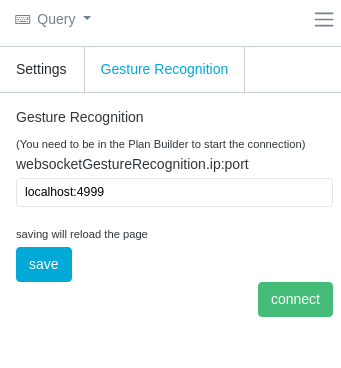 Query
Settings
Gesture Recognition
Gesture Recognition
(You need to be in the Plan Builder to start the connection)
websocketGestureRecognition.ip:port
localhost:4999
saving will reload the page
save
connect